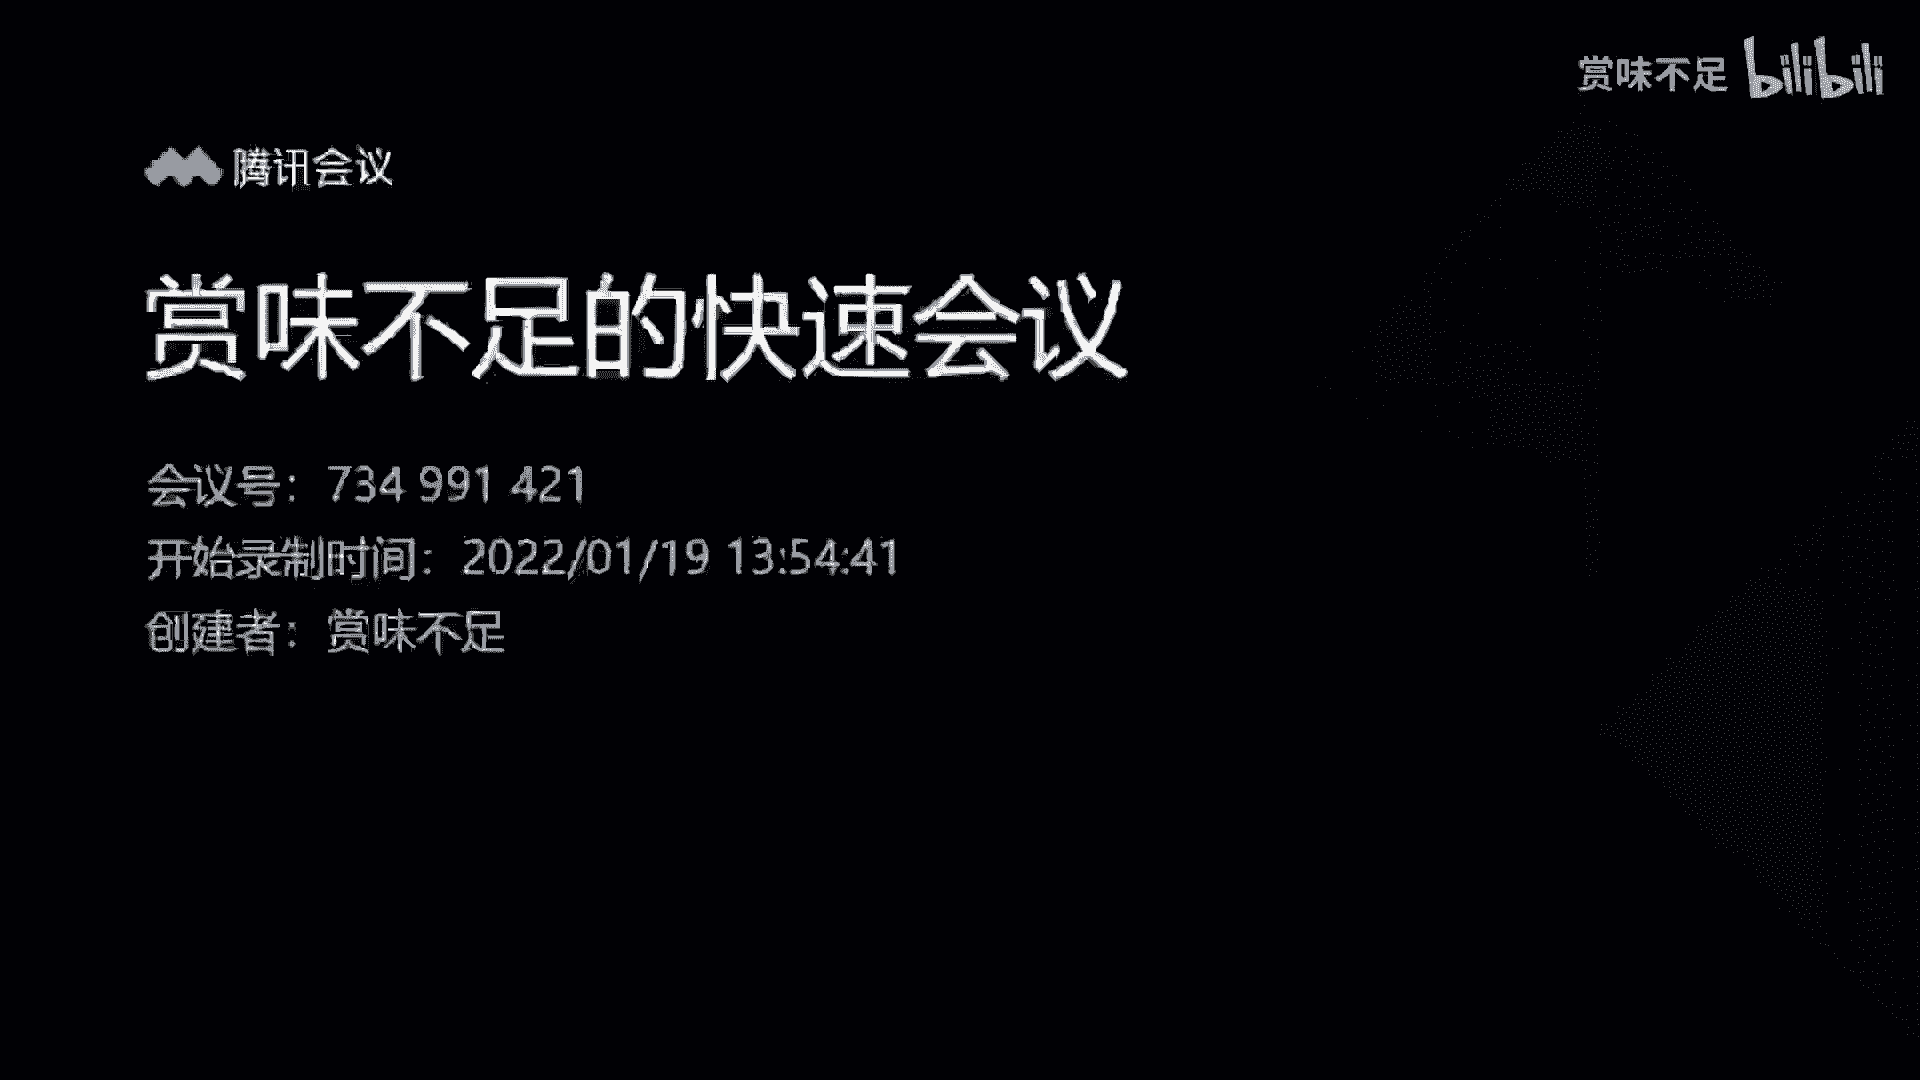 赏味不足 bilibili
腾讯会议
赏味不足的快速会议
会议号：734 991 421
开始录制时间：2022/01/19 13:54:41
创建者：赏味不足